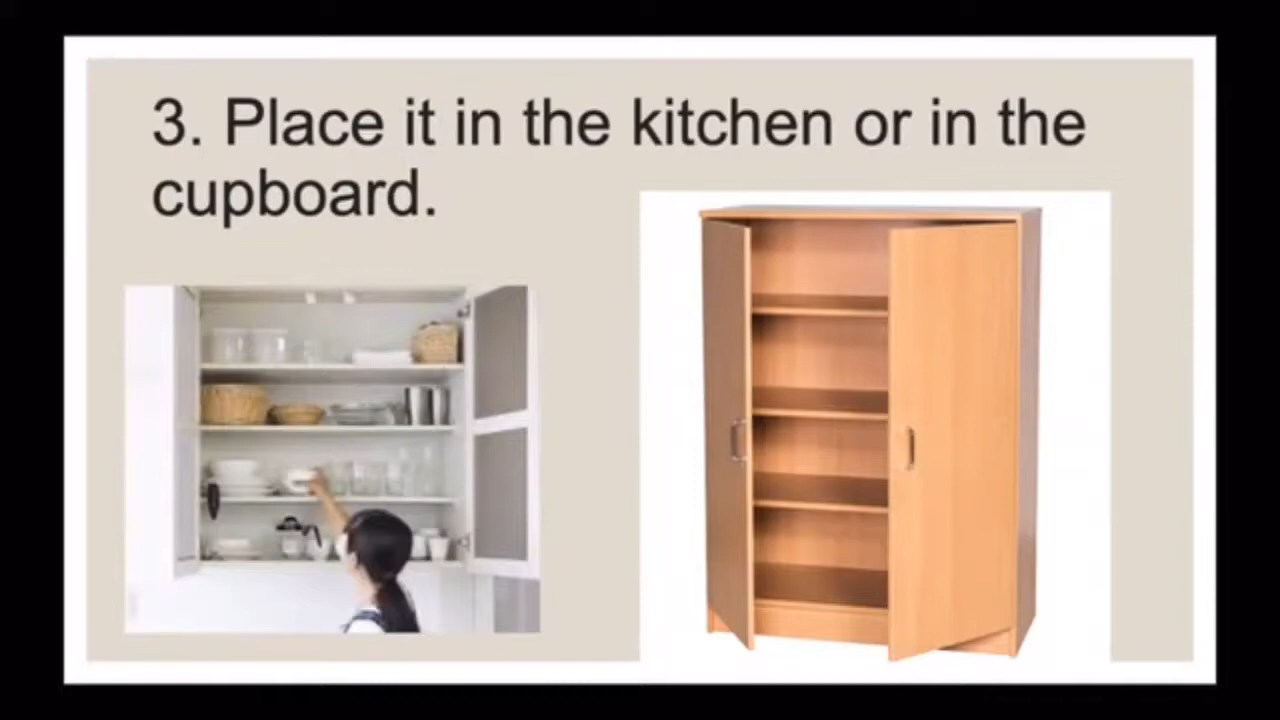 3. Place it in the kitchen or in the
cupboard.